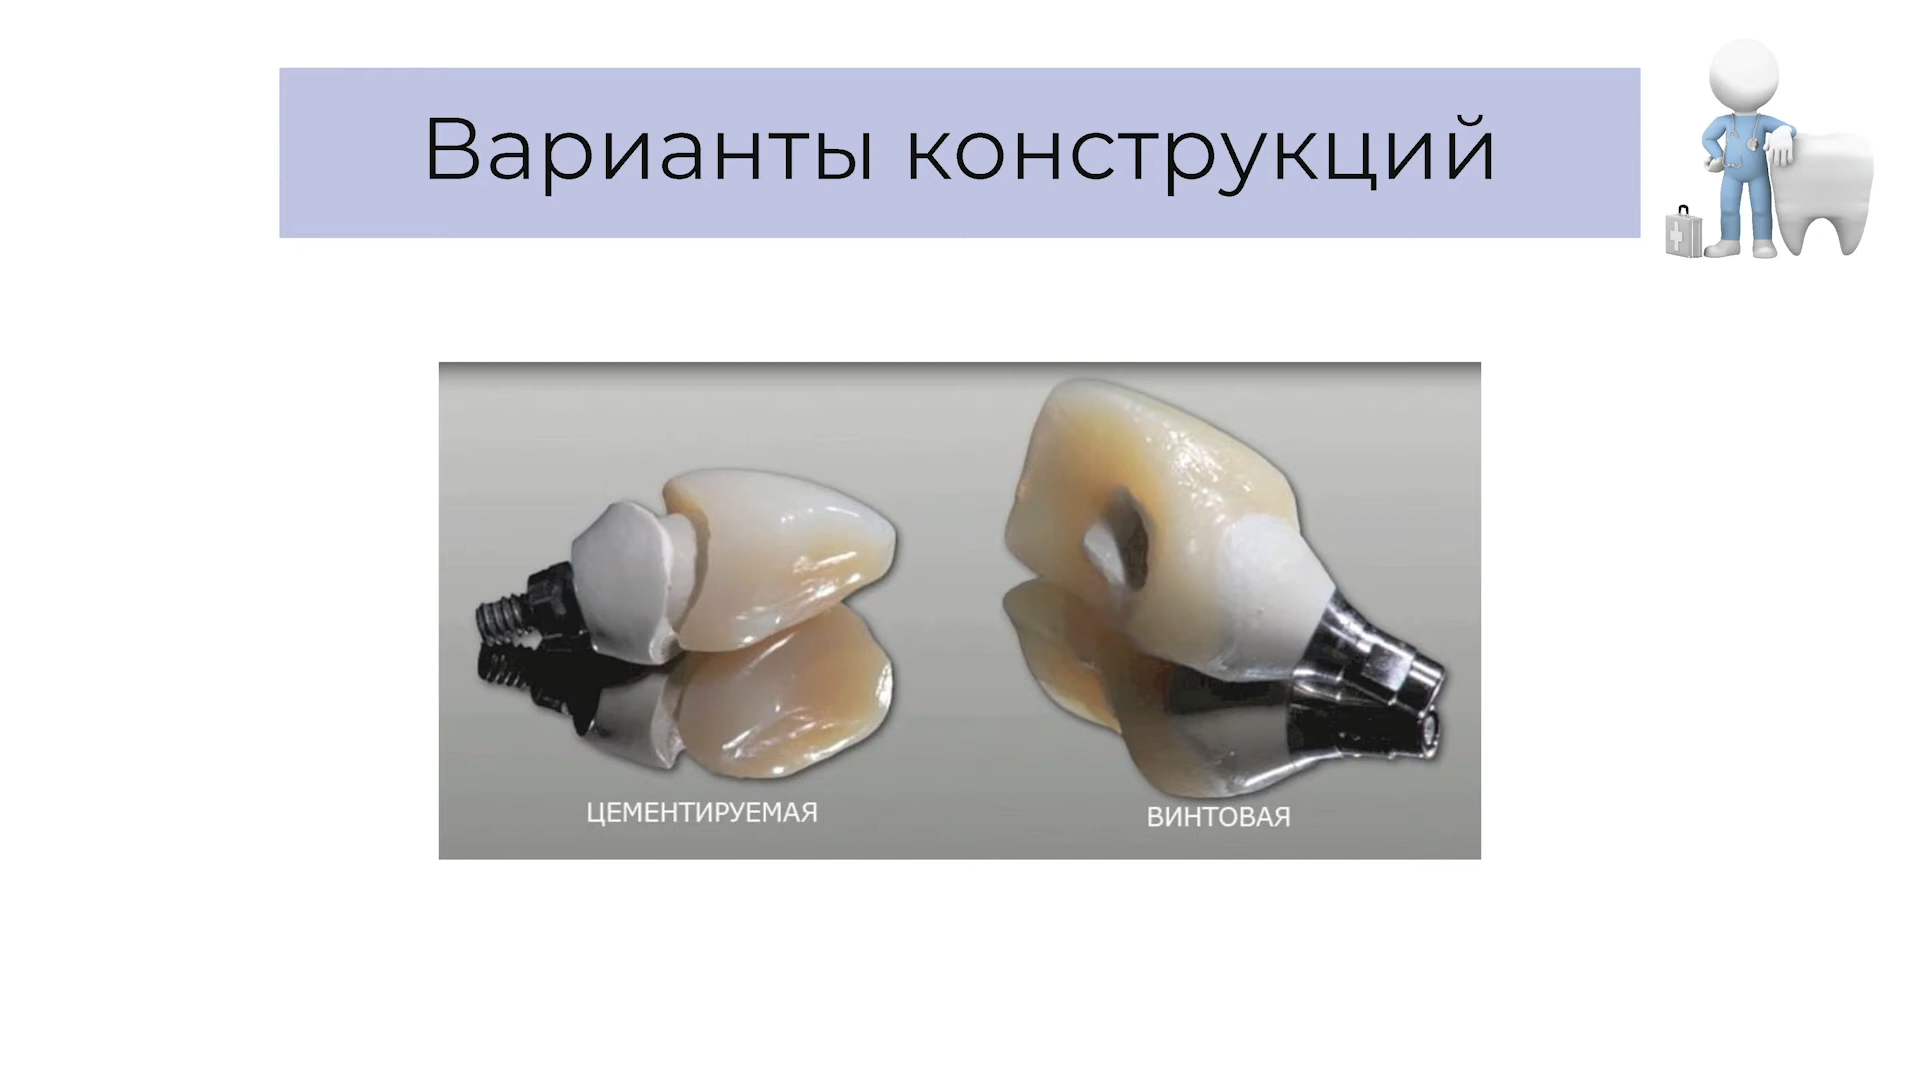 Варианты конструкций
ЦЕМЕНТИРУЕМАЯ
ВИНТОВАЯ